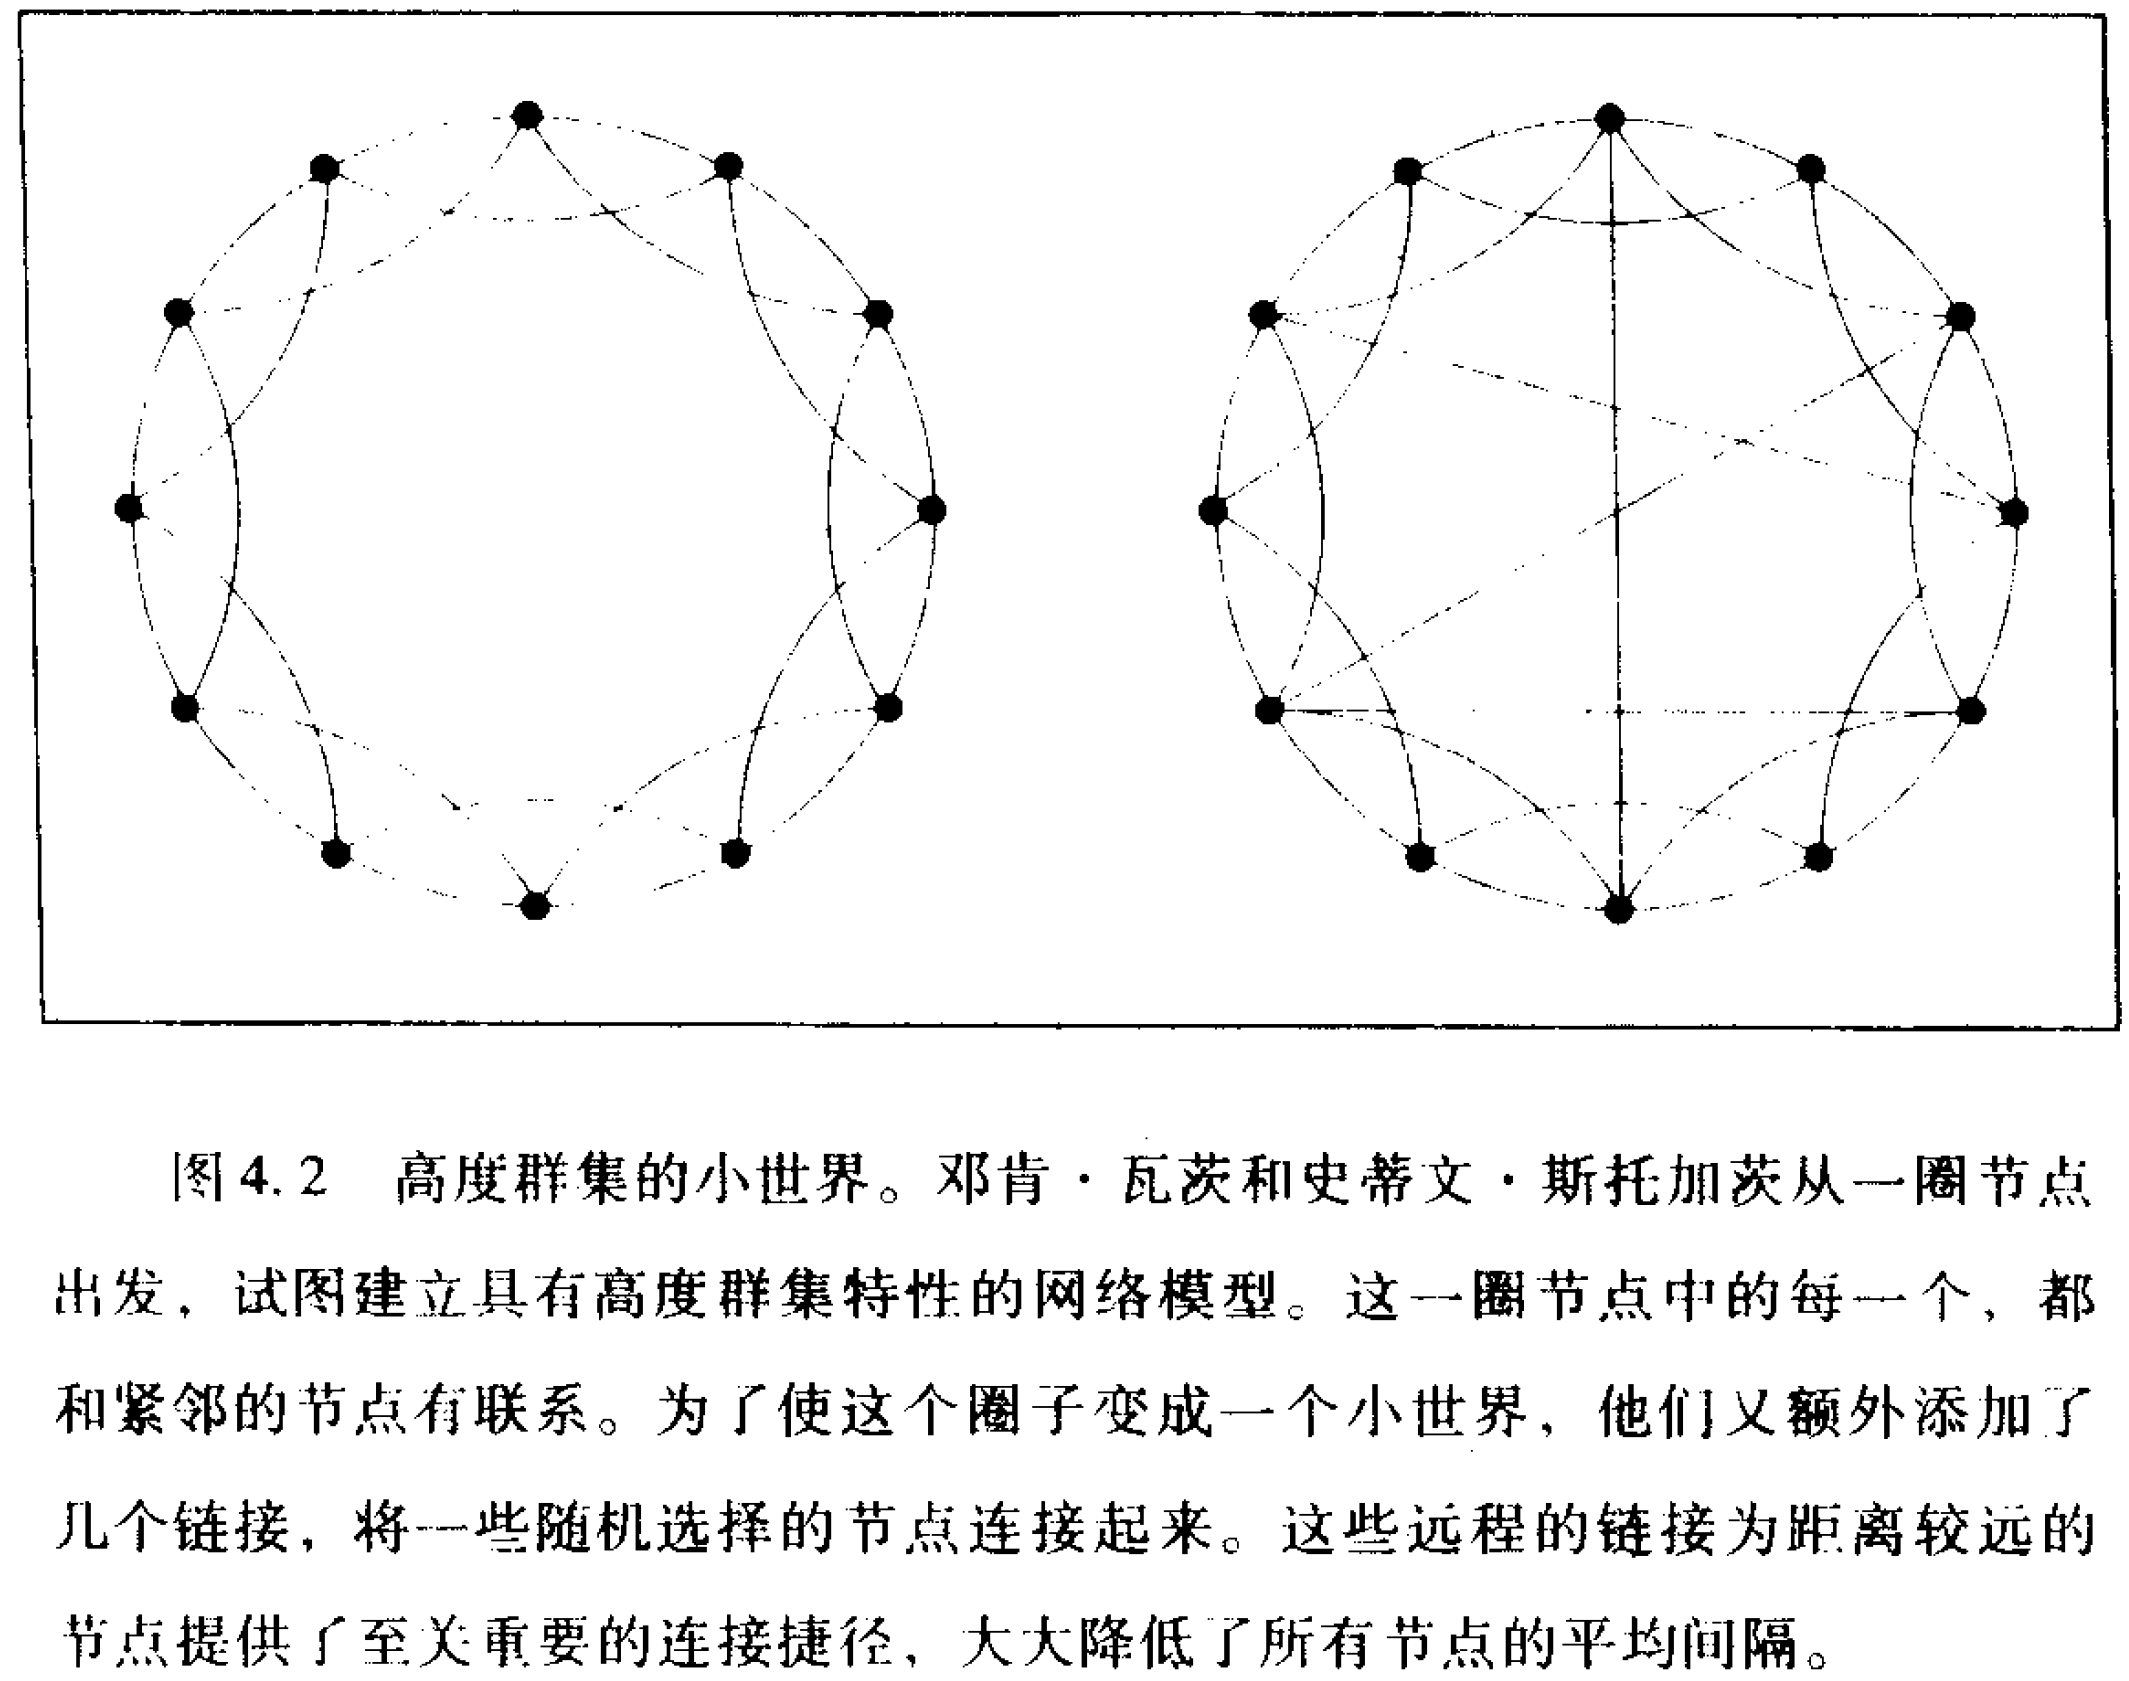 图4.2 高度群集的小世界。邓肯·瓦茨和史蒂文·斯托加茨从一圈节点
出发，试图建立具有高度群集特性的网络模型。这一圈节点中的每一个，都
和紧邻的节点有联系。为了使这个圈子变成一个小世界，他们又额外添加了
几个链接，将一些随机选择的节点连接起来。这些远程的链接为距离较远的
节点提供了至关重要的连接捷径，大大降低了所有节点的平均间隔。